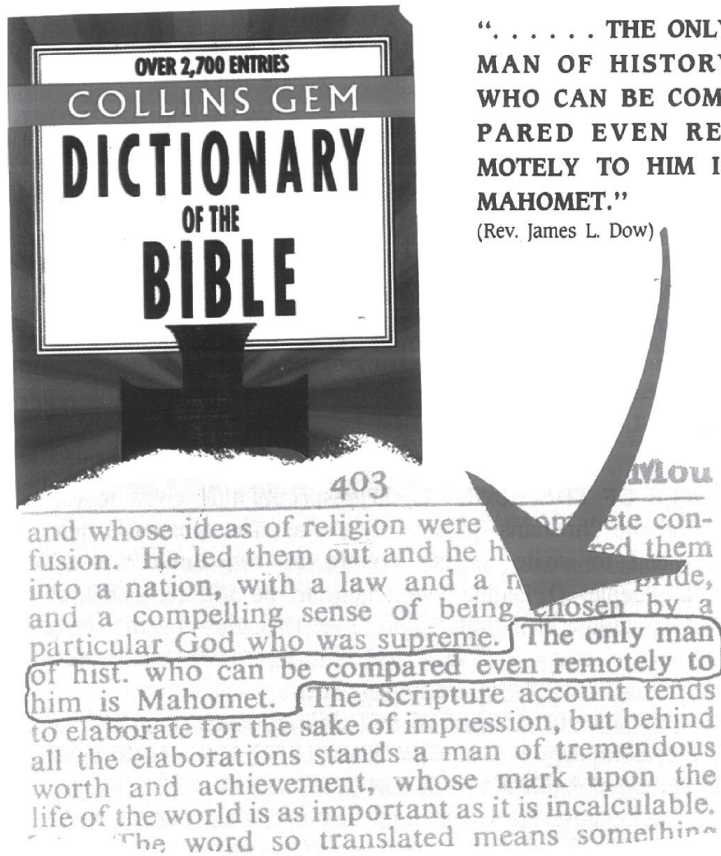 OVER 2,700 ENTRIES
COLLINS GEM
DICTIONARY
OF THE
BIBLE
“. . . . . . THE ONLY
MAN OF HISTORY
WHO CAN BE COM-
PARED EVEN RE-
MOTELY TO HIM I
MAHOMET.”
(Rev. James L. Dow)
403
Mou
and whose ideas of religion were con-
fusion. He led them out and he them
into a nation, with a law and a pride,
and a compelling sense of being chosen by a
particular God who was supreme. The only man
of hist. who can be compared even remotely to
him is Mahomet. The Scripture account tends
to elaborate for the sake of impression, but behind
all the elaborations stands a man of tremendous
worth and achievement, whose mark upon the
life of the world is as important as it is incalculable.
The word so translated means something